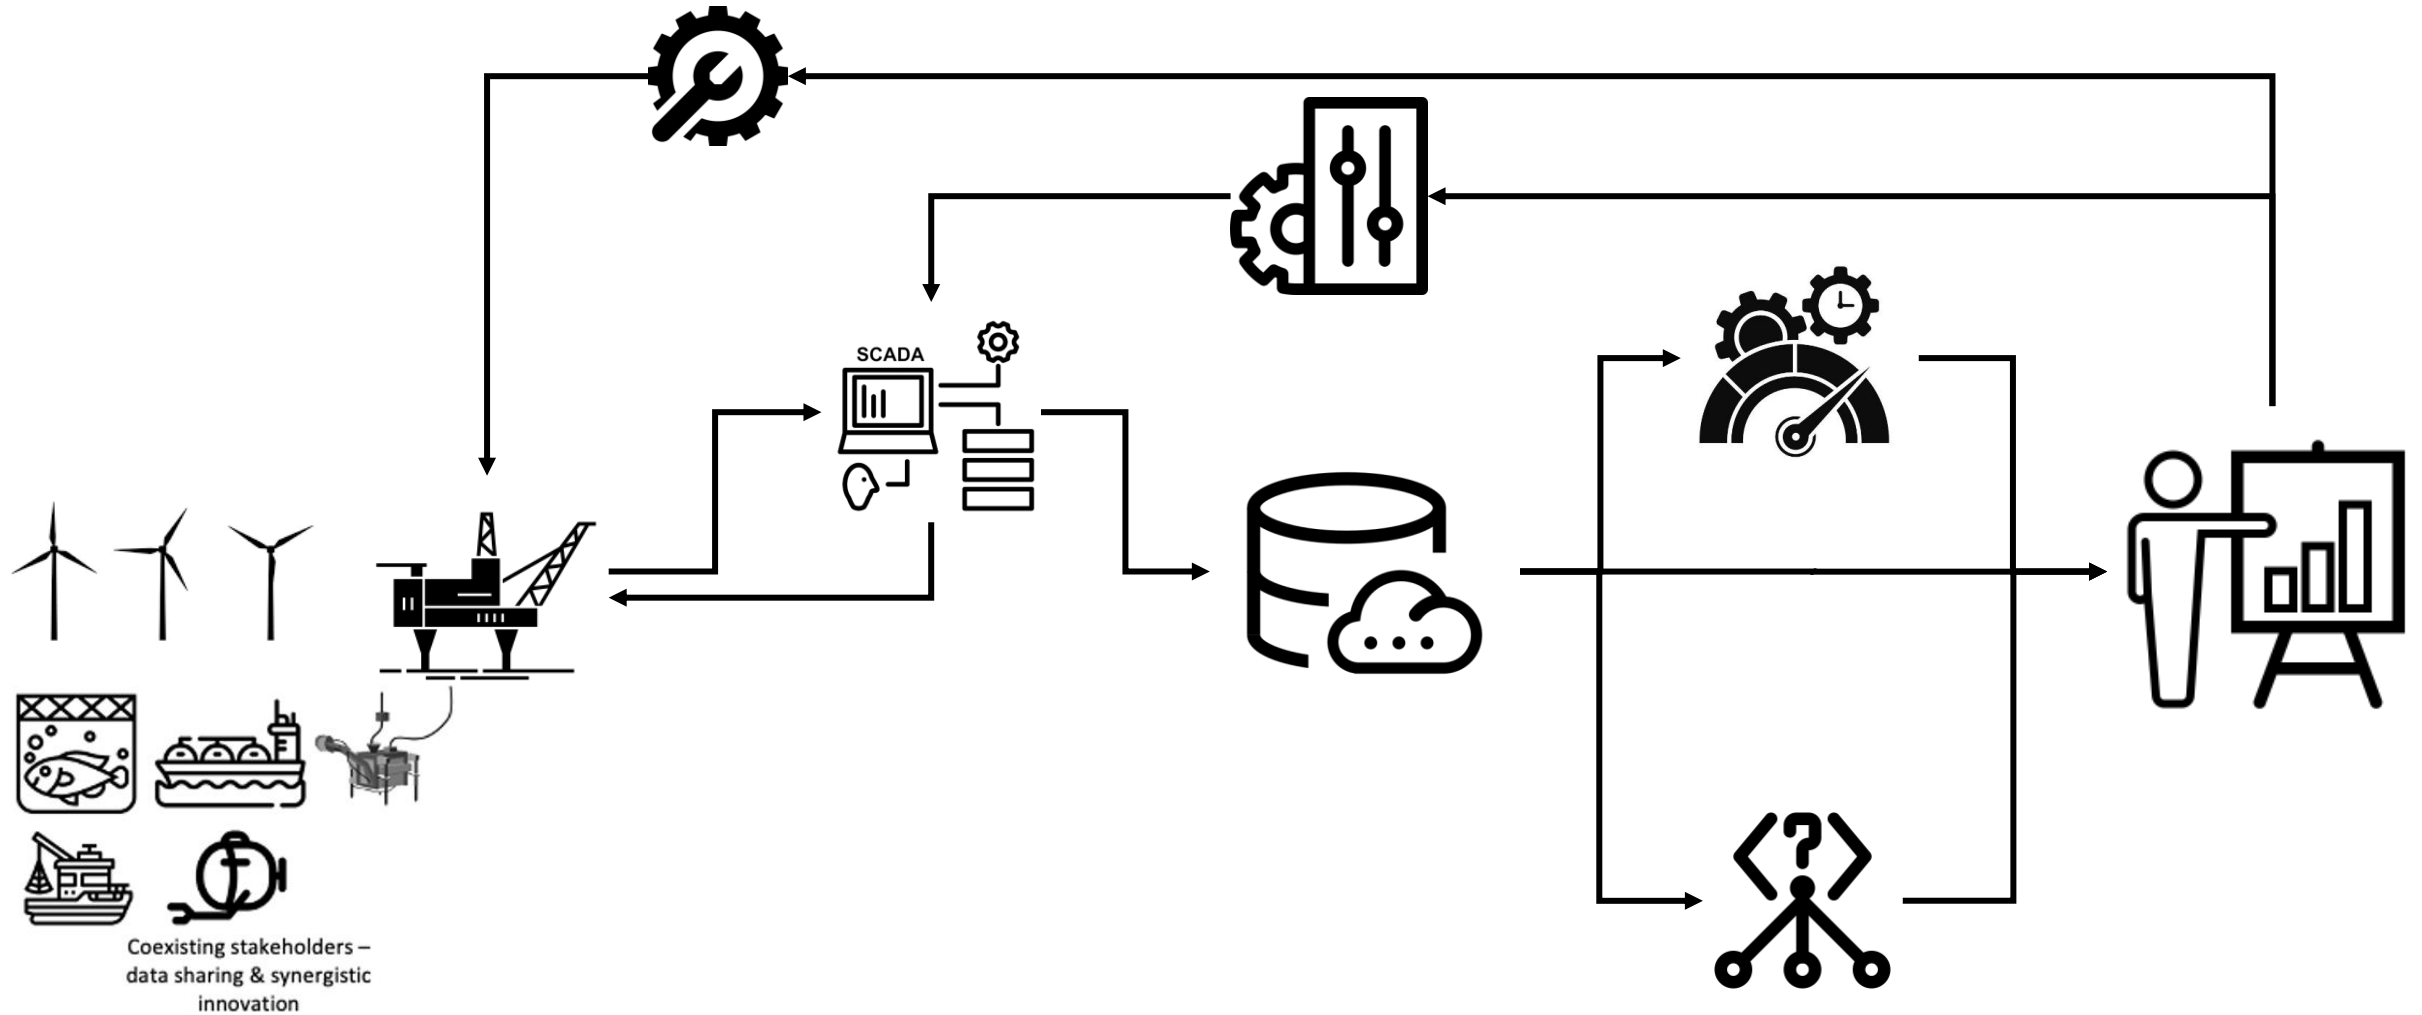 SCADA
Coexisting stakeholders –
data sharing & synergistic
innovation